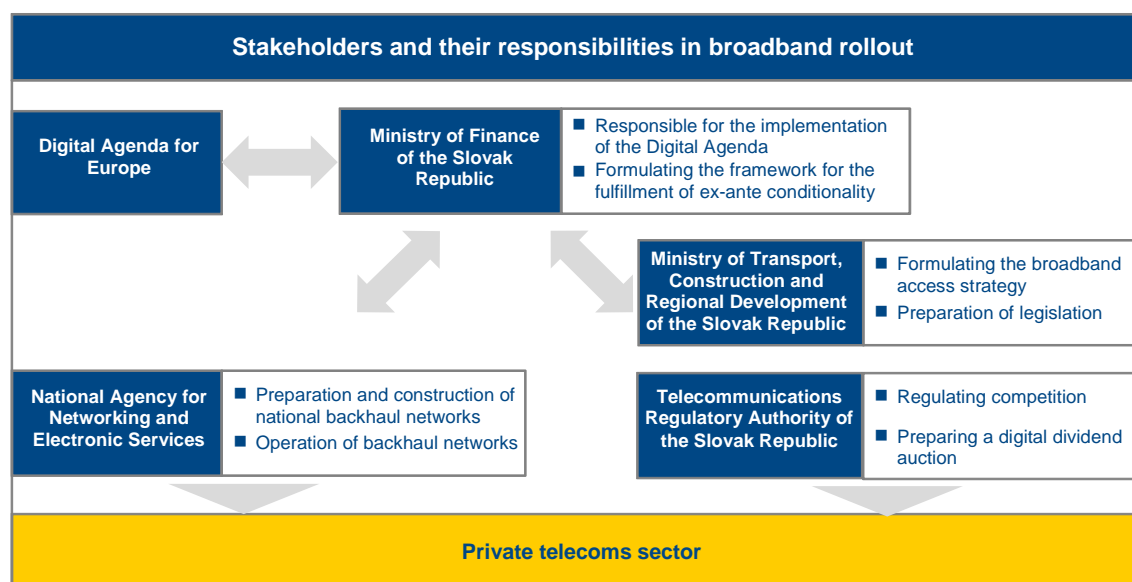 Stakeholders and their responsibilities in broadband rollout
Digital Agenda for
Europe
Ministry of Finance
of the Slovak
Republic
■ Responsible for the implementation
of the Digital Agenda
■ Formulating the framework for the
fulfillment of ex-ante conditionality
Ministry of Transport,
Construction and
Regional Development
of the Slovak Republic
■ Formulating the broadband
access strategy
■ Preparation of legislation
National Agency for
Networking and
Electronic Services
■ Preparation and construction of
national backhaul networks
■ Operation of backhaul networks
Telecommunications
Regulatory Authority of
the Slovak Republic
■ Regulating competition
■ Preparing a digital dividend
auction
Private telecoms sector